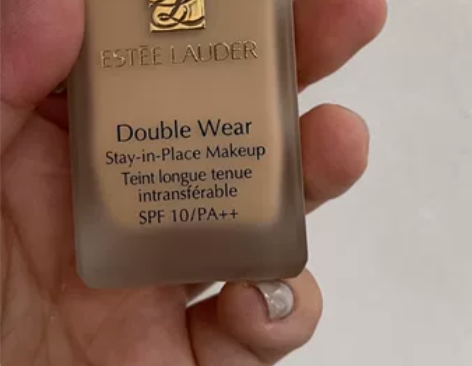 ESTĒE LAUDER
Double Wear
Stay-in-Place Makeup
Teint longue tenue
intransférable
SPF 10/PA++